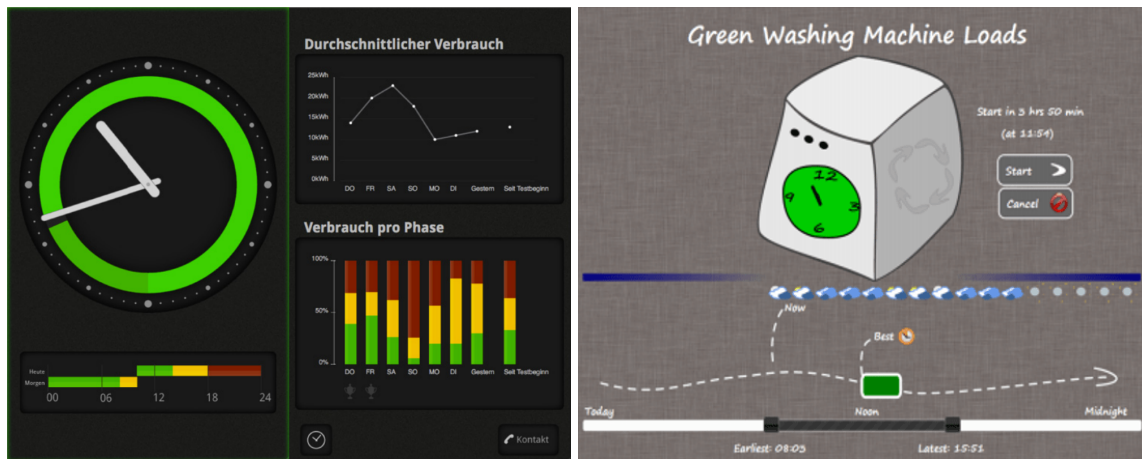 Durchschnittlicher Verbrauch
25kWh
20kWh
15kWh
10kWh
5kWh
0kWh
DO FR SA SO MO DI Gestern Seit Testbeginn
Verbrauch pro Phase
100%
50%
0%
DO FR SA SO MO DI Gestern Seit Testbeginn
Heute
Morgen
00 06 12 18 24
Kontakt
Green Washing Machine Loads
12
9 3
6
Start in 3 hrs 50 min
(at 11:54)
Start
Cancel
Now
Best
Today Noon Midnight
Earliest: 08:03 Latest: 15:51